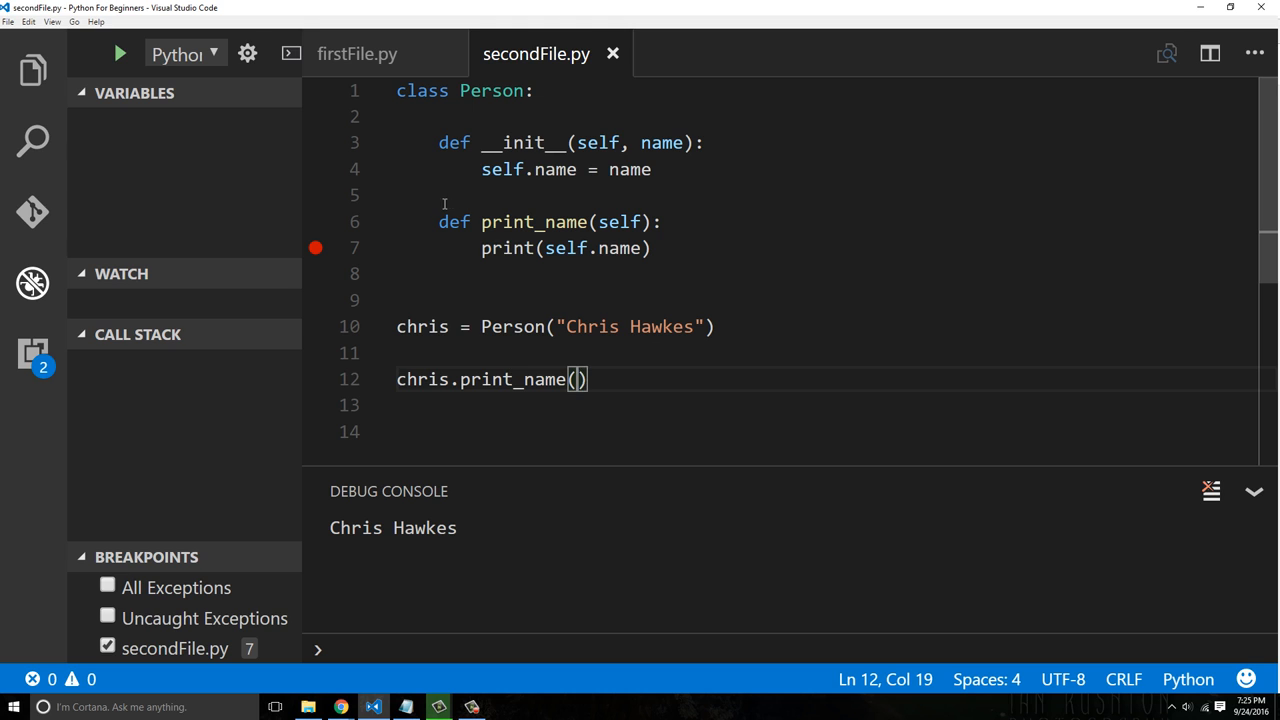 secondFile.py - Python For Beginners - Visual Studio Code
File Edit View Go Help
Pythor
firstFile.py
secondFile.py
VARIABLES
WATCH
CALL STACK
BREAKPOINTS
All Exceptions
Uncaught Exceptions
secondFile.py 7
2
1 class Person:
2
3 def __init__(self, name):
4 self.name = name
5
6 def print_name(self):
7 print(self.name)
8
9
10 chris = Person("Chris Hawkes")
11
12 chris.print_name()
13
14
DEBUG CONSOLE
Chris Hawkes
0 0
Ln 12, Col 19 Spaces: 4 UTF-8 CRLF Python
I'm Cortana. Ask me anything.
7:25 PM
9/24/2016